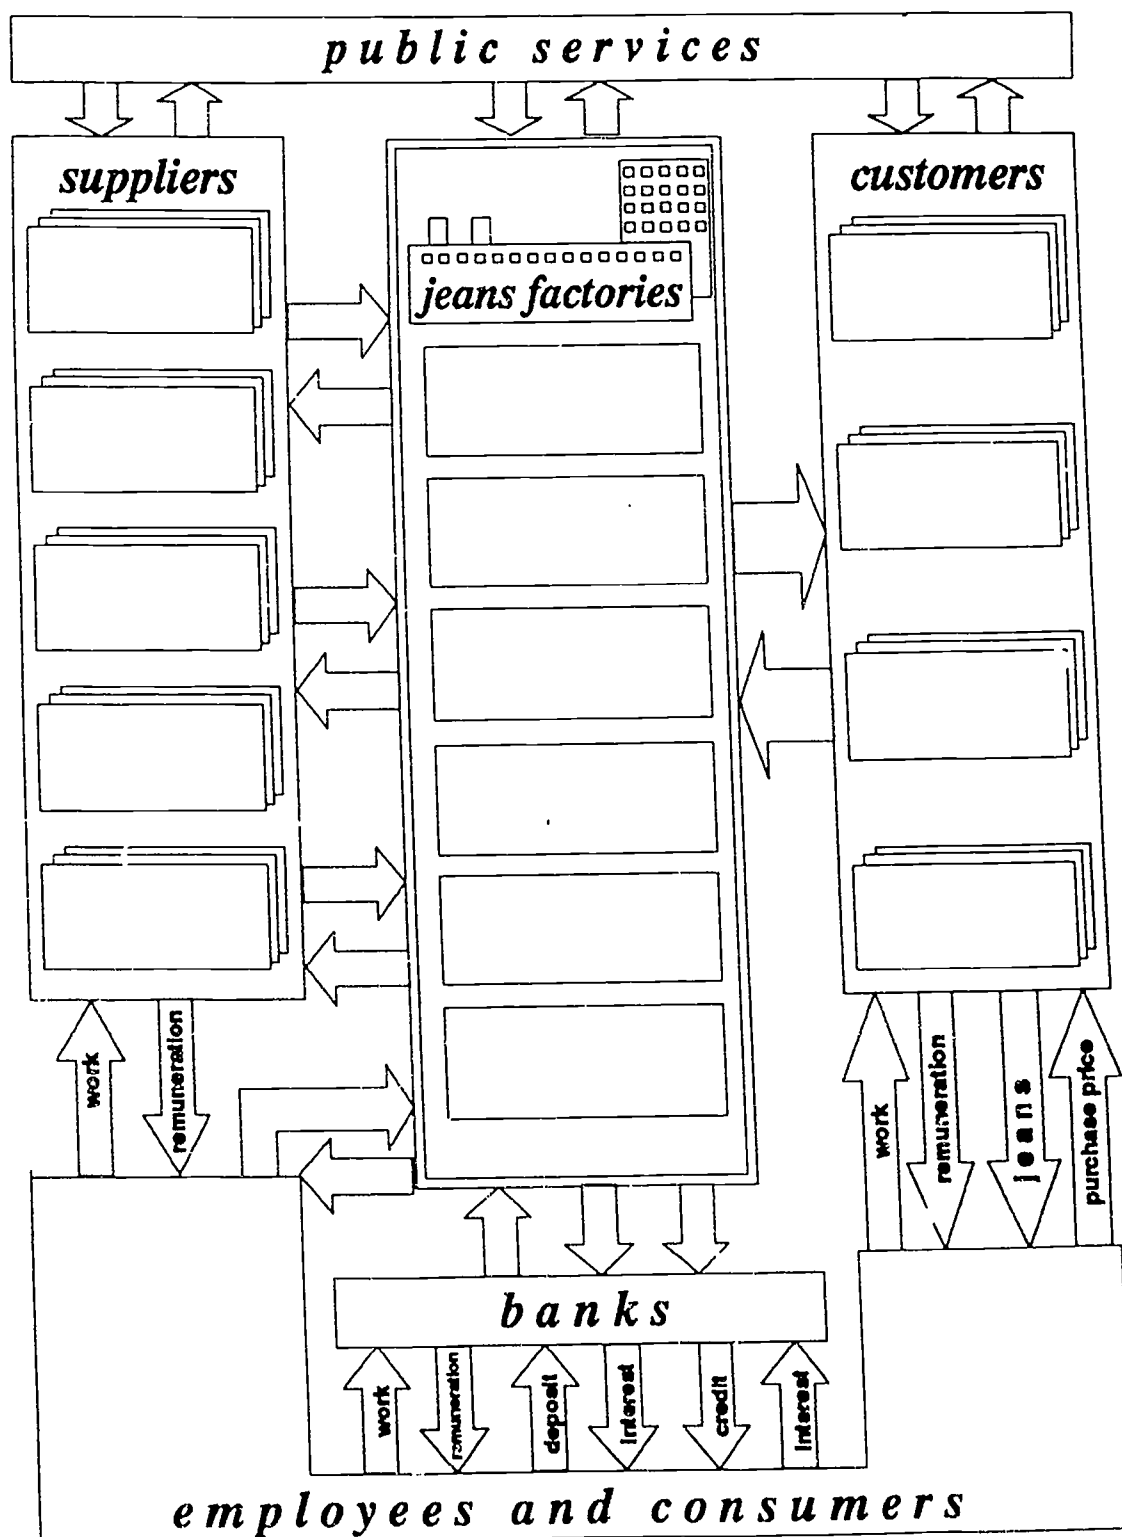 public services
suppliers
customers
jeans factories
work
remuneration
work
remuneration
jeans
purchase price
banks
work
remuneration
deposit
interest
credit
interest
employees and consumers